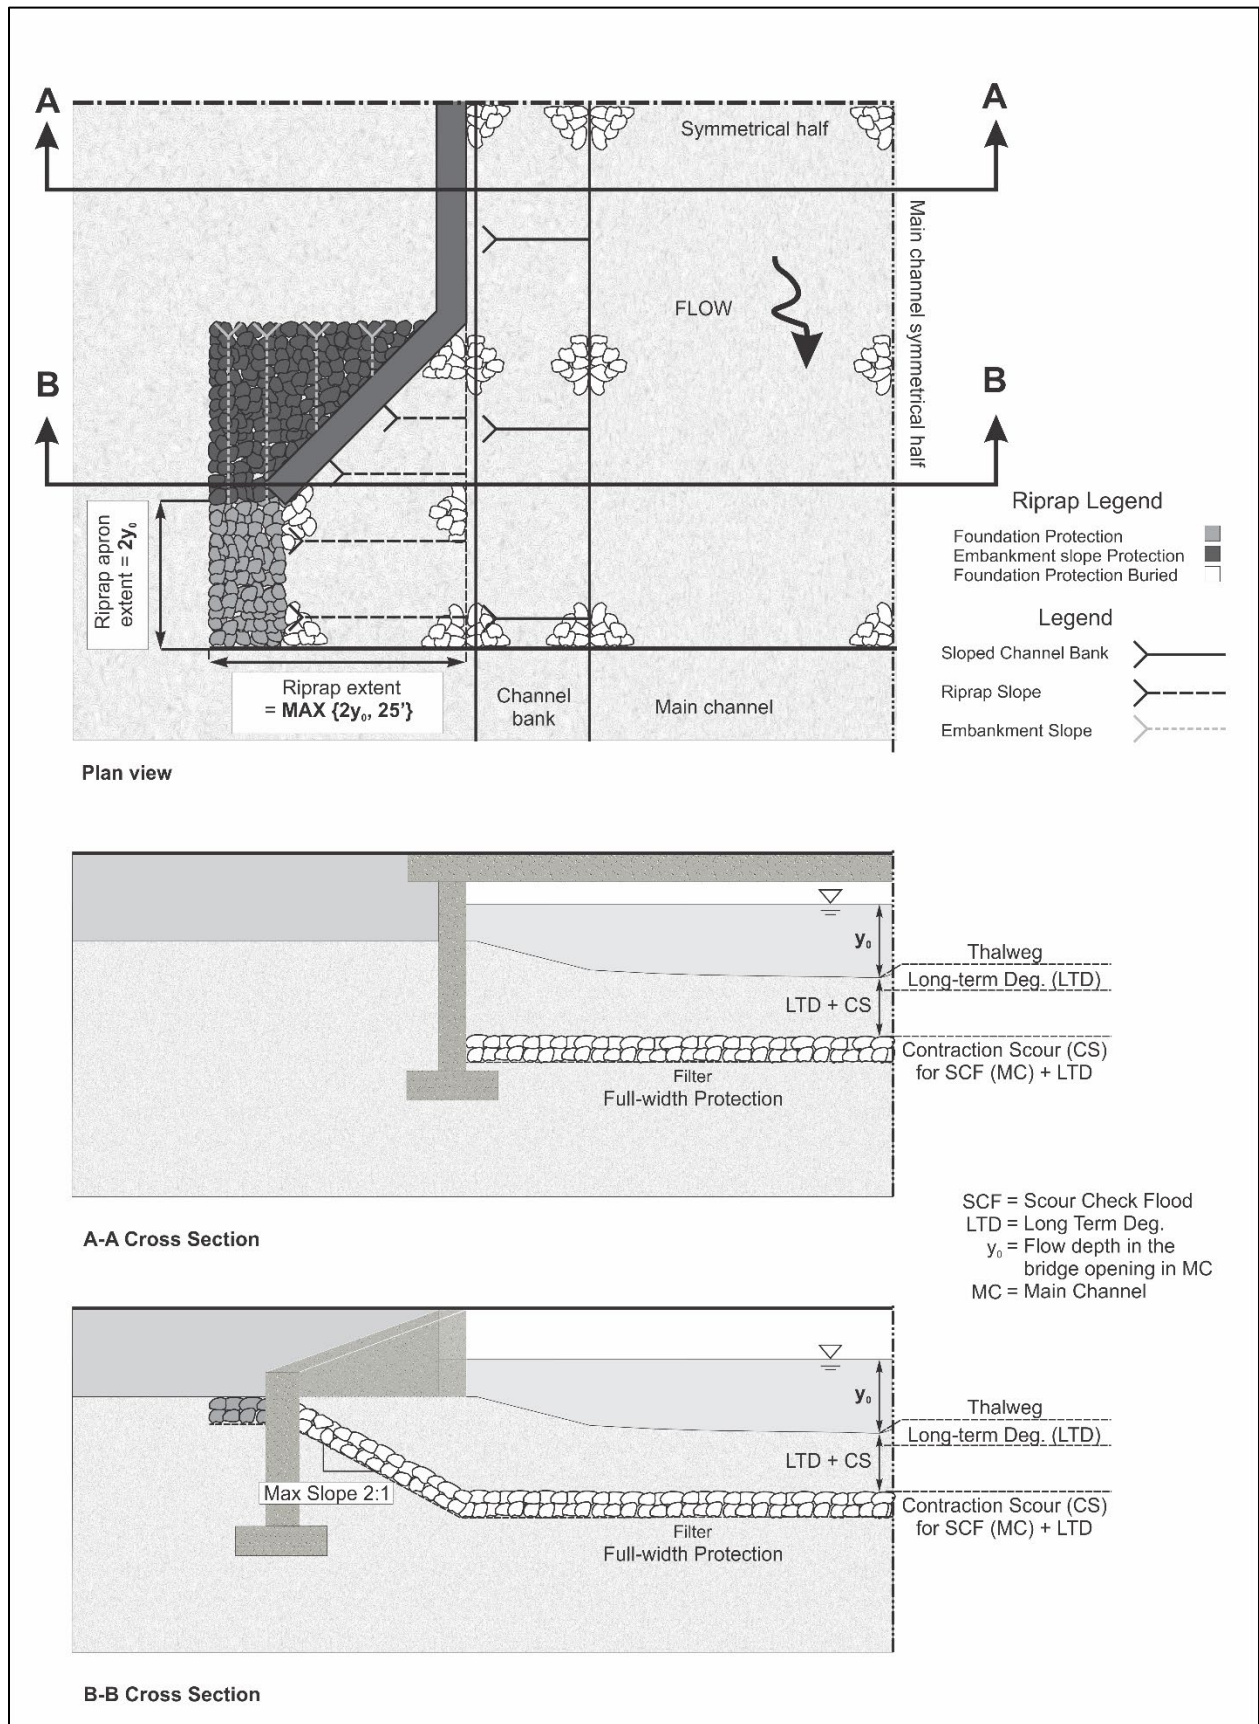 A
A
Symmetrical half
Main channel symmetrical half
FLOW
B
B
Riprap apron
extent = 2y₀
Riprap extent
= MAX {2y₀, 25'}
Channel
bank
Main channel
Riprap Legend
Foundation Protection
Embankment slope Protection
Foundation Protection Buried
Legend
Sloped Channel Bank
Riprap Slope
Embankment Slope
Plan view
y₀
Thalweg
Long-term Deg. (LTD)
LTD + CS
Contraction Scour (CS)
for SCF (MC) + LTD
Filter
Full-width Protection
A-A Cross Section
SCF = Scour Check Flood
LTD = Long Term Deg.
y₀ = Flow depth in the
bridge opening in MC
MC = Main Channel
y₀
Thalweg
Long-term Deg. (LTD)
LTD + CS
Max Slope 2:1
Contraction Scour (CS)
for SCF (MC) + LTD
Filter
Full-width Protection
B-B Cross Section